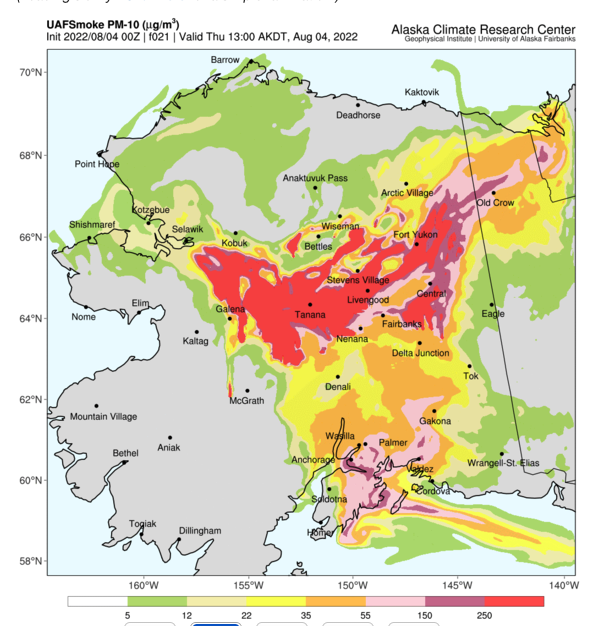 UAFSmoke PM-10 (μg/m³)
Init 2022/08/04 00Z | f021 | Valid Thu 13:00 AKDT, Aug 04, 2022
Alaska Climate Research Center
Geophysical Institute | University of Alaska Fairbanks
70°N
68°N
66°N
64°N
62°N
60°N
58°N
Barrow
Kaktovik
Deadhorse
Point Hope
Anaktuvuk Pass
Arctic Village
Old Crow
Kotzebue
Shishmaref
Selawik
Wiseman
Kobuk
Bettles
Fort Yukon
Stevens Village
Central
Livengood
Galena
Tanana
Elim
Nome
Fairbanks
Eagle
Kaltag
Nenana
Delta Junction
Tok
Denali
McGrath
Mountain Village
Gakona
Aniak
Wasilla
Palmer
Bethel
Anchorage
Valdez
Wrangell-St. Elias
Soldotna
Cordova
Togiak
Dillingham
Homer
160°W
155°W
150°W
145°W
140°W
5
12
22
35
55
150
250